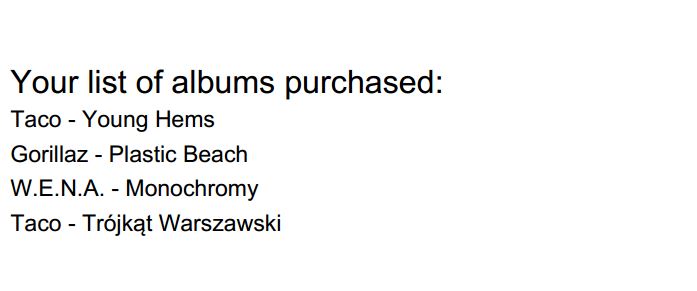 Your list of albums purchased:
Taco - Young Hems
Gorillaz - Plastic Beach
W.E.N.A. - Monochromy
Taco - Trójkąt Warszawski